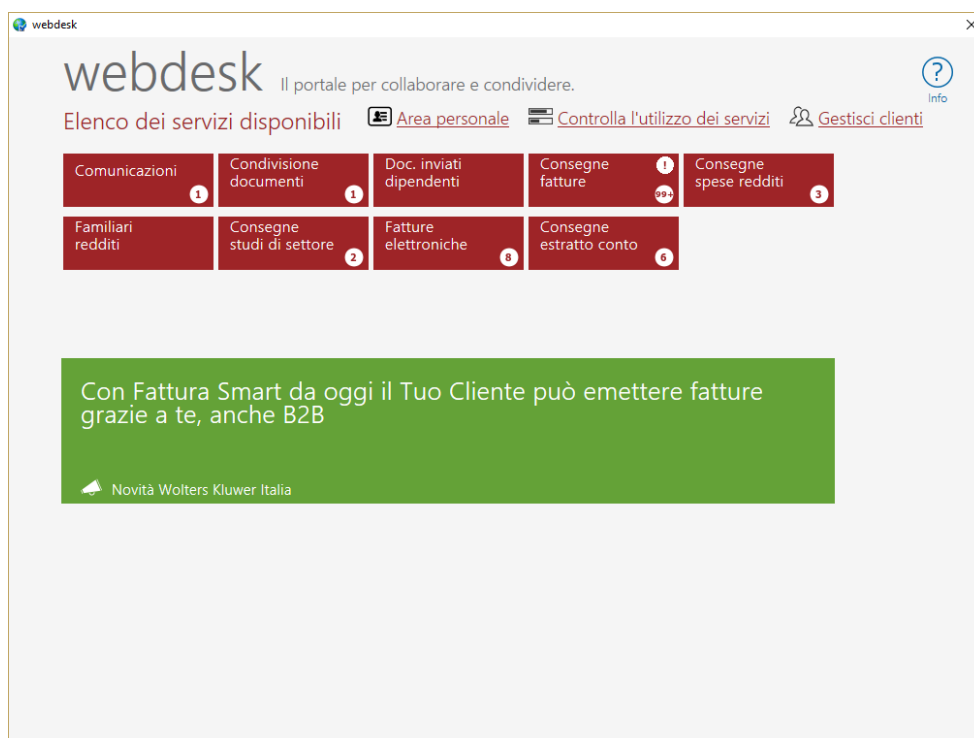 webdesk
webdesk Il portale per collaborare e condividere.
?
Info
Elenco dei servizi disponibili Area personale Controlla l'utilizzo dei servizi Gestisci clienti
Comunicazioni
1
Condivisione
documenti
1
Doc. inviati
dipendenti
Consegne
fatture
!
99+
Consegne
spese redditi
3
Familiari
redditi
Consegne
studi di settore
2
Fatture
elettroniche
8
Consegne
estratto conto
6
Con Fattura Smart da oggi il Tuo Cliente può emettere fatture
grazie a te, anche B2B
Novità Wolters Kluwer Italia